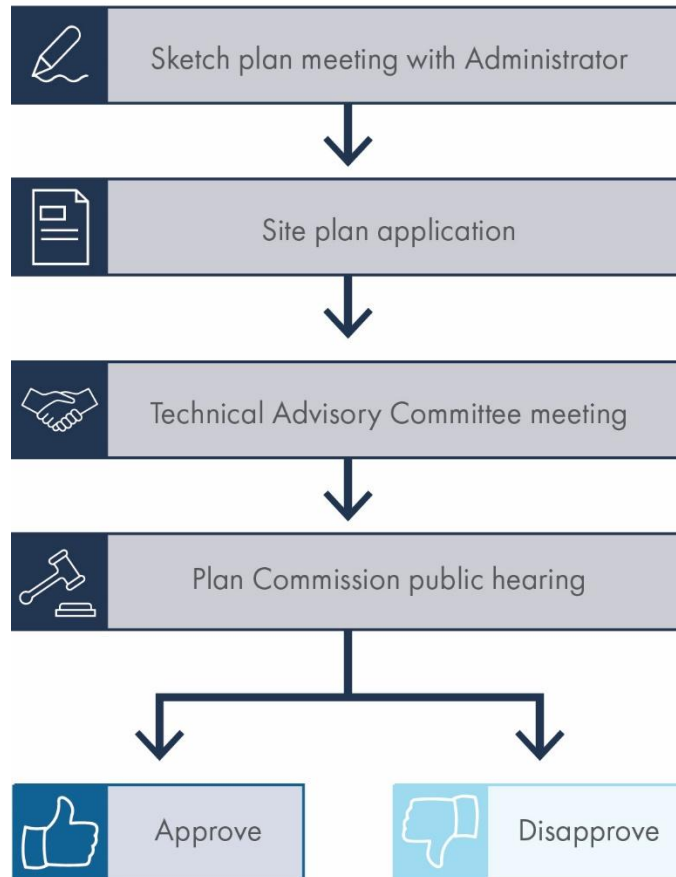 Sketch plan meeting with Administrator
Site plan application
Technical Advisory Committee meeting
Plan Commission public hearing
Approve
Disapprove